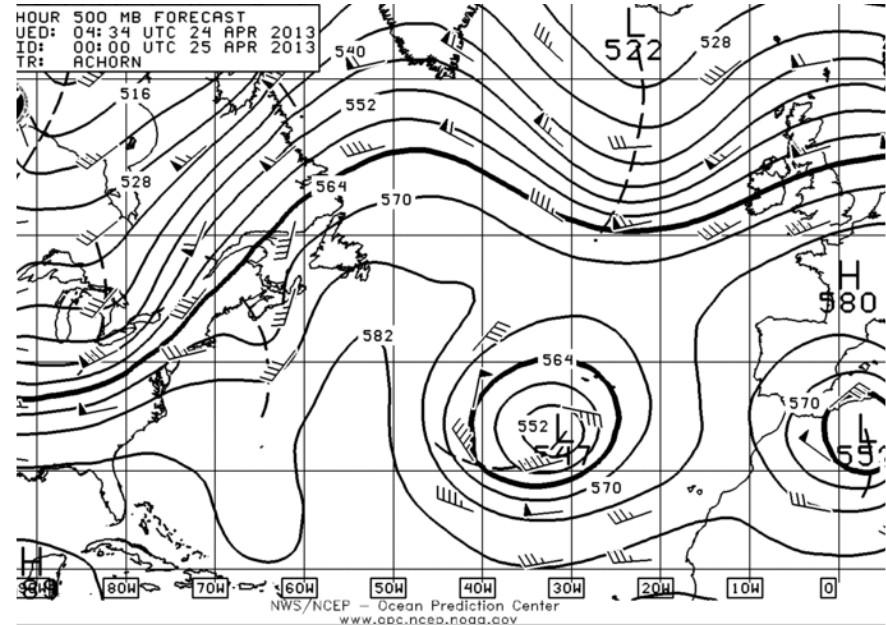 HOUR 500 MB FORECAST
UED: 04:34 UTC 24 APR 2013
ID: 00:00 UTC 25 APR 2013
TR: ACHORN
L
522
528
540
516
552
528
564
570
H
580
582
564
570
552
L
547
L
570
H
80W
70W
60W
50W
40W
30W
20W
10W
0
NWS/NCEP – Ocean Prediction Center
www.opc.ncep.noaa.gov